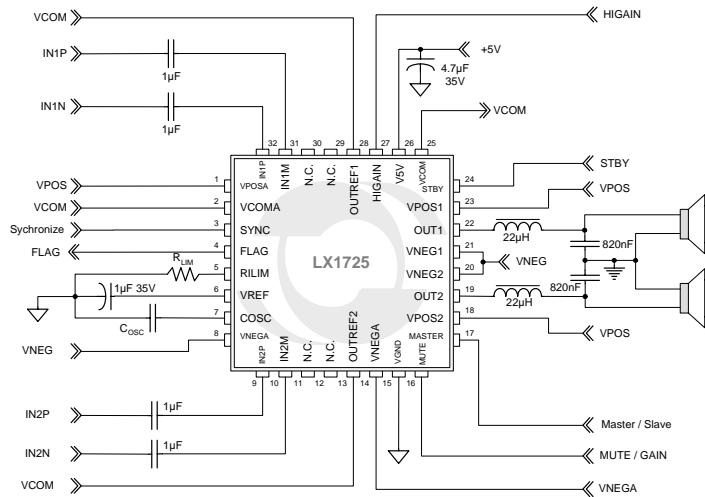 VCOM
HIGAIN
IN1P
1µF
+5V
4.7µF
35V
IN1N
1µF
VCOM
32 31 30 29 28 27 26 25
IN1P IN1M N.C. N.C. OUTREF1 HIGAIN V5V VCOM
VPOS 1 VPOSA
VCOM 2 VCOMA
Sychronize 3 SYNC
FLAG 4 FLAG
RLIM 5 RILIM
1µF 35V 6 VREF
COSC 7 COSC
VNEG 8 VNEGA
LX1725
STBY 24 STBY
VPOS1 23 VPOS
OUT1 22 22µH
820nF
VNEG1 21
VNEG
VNEG2 20
820nF
OUT2 19 22µH
VPOS2 18 VPOS
MASTER 17
IN2P IN2M N.C. N.C. OUTREF2 VNEGA VGND MUTE
9 10 11 12 13 14 15 16
IN2P
1µF
Master / Slave
IN2N
1µF
MUTE / GAIN
VCOM
VNEGA